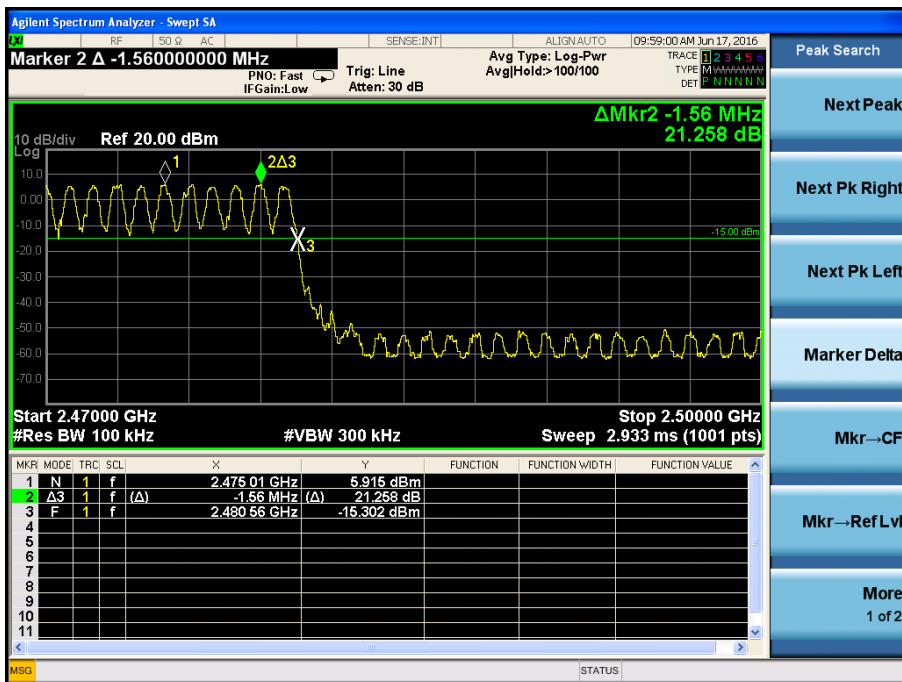 Agilent Spectrum Analyzer - Swept SA
LXI RF 50 Ω AC SENSE:INT ALIGNAUTO 09:59:00 AM Jun 17, 2016
Marker 2 Δ -1.560000000 MHz
PNO: Fast
IFGain:Low
Trig: Line
Atten: 30 dB
Avg Type: Log-Pwr
Avg|Hold:>100/100
TRACE 1 2 3 4 5 6
TYPE M W W W W W
DET P N N N N N
Peak Search
ΔMkr2 -1.56 MHz
21.258 dB
10 dB/div Ref 20.00 dBm
Log
10.0
0.00
-10.0
-20.0
-30.0
-40.0
-50.0
-60.0
-70.0
1
2Δ3
3
-15.00 dBm
Start 2.47000 GHz Stop 2.50000 GHz
#Res BW 100 kHz #VBW 300 kHz Sweep 2.933 ms (1001 pts)
MKR MODE TRC SCL X Y FUNCTION FUNCTION WIDTH FUNCTION VALUE
1 N 1 f 2.475 01 GHz 5.915 dBm
2 Δ3 1 f (Δ) -1.56 MHz (Δ) 21.258 dB
3 F 1 f 2.480 56 GHz -15.302 dBm
4
5
6
7
8
9
10
11
MSG STATUS
Next Peak
Next Pk Right
Next Pk Left
Marker Delta
Mkr→CF
Mkr→Ref Lvl
More
1 of 2